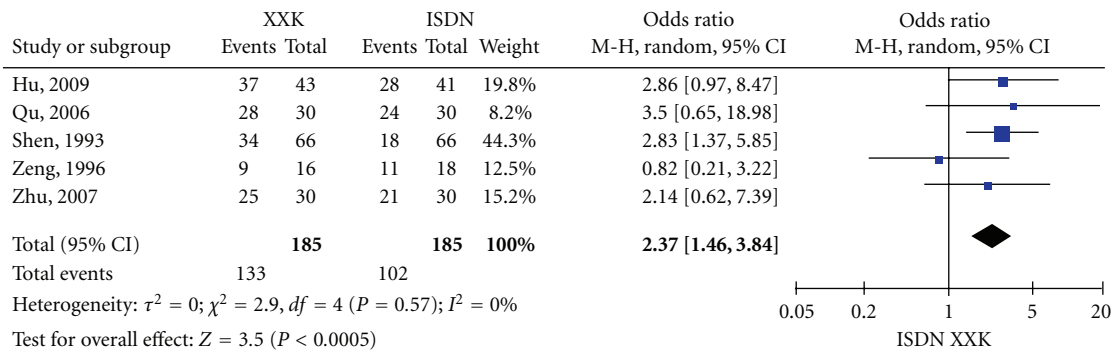 XXK ISDN Odds ratio Odds ratio
Study or subgroup Events Total Events Total Weight M-H, random, 95% CI M-H, random, 95% CI
Hu, 2009 37 43 28 41 19.8% 2.86 [0.97, 8.47]
Qu, 2006 28 30 24 30 8.2% 3.5 [0.65, 18.98]
Shen, 1993 34 66 18 66 44.3% 2.83 [1.37, 5.85]
Zeng, 1996 9 16 11 18 12.5% 0.82 [0.21, 3.22]
Zhu, 2007 25 30 21 30 15.2% 2.14 [0.62, 7.39]
Total (95% CI) 185 185 100% 2.37 [1.46, 3.84]
Total events 133 102
Heterogeneity: τ² = 0; χ² = 2.9, df = 4 (P = 0.57); I² = 0%
0.05 0.2 1 5 20
Test for overall effect: Z = 3.5 (P < 0.0005) ISDN XXK